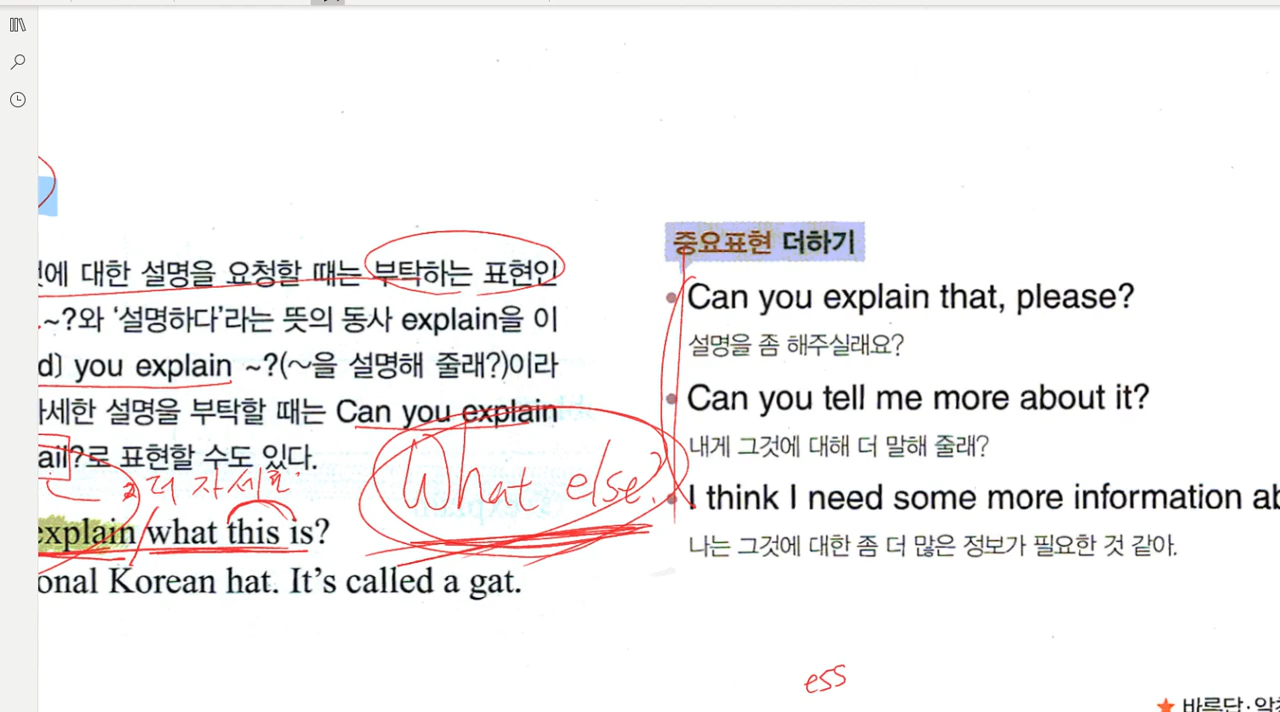 에 대한 설명을 요청할 때는 부탁하는 표현인
~?와 ‘설명하다’라는 뜻의 동사 explain을 이
d) you explain ~?(~을 설명해 줄래?)이라
세한 설명을 부탁할 때는 Can you explain
ail?로 표현할 수도 있다.
더 자세히
What else?
explain what this is?
onal Korean hat. It’s called a gat.
중요표현 더하기
Can you explain that, please?
설명을 좀 해주실래요?
Can you tell me more about it?
내게 그것에 대해 더 말해 줄래?
I think I need some more information ab
나는 그것에 대한 좀 더 많은 정보가 필요한 것 같아.
ess
★ 바른답·알